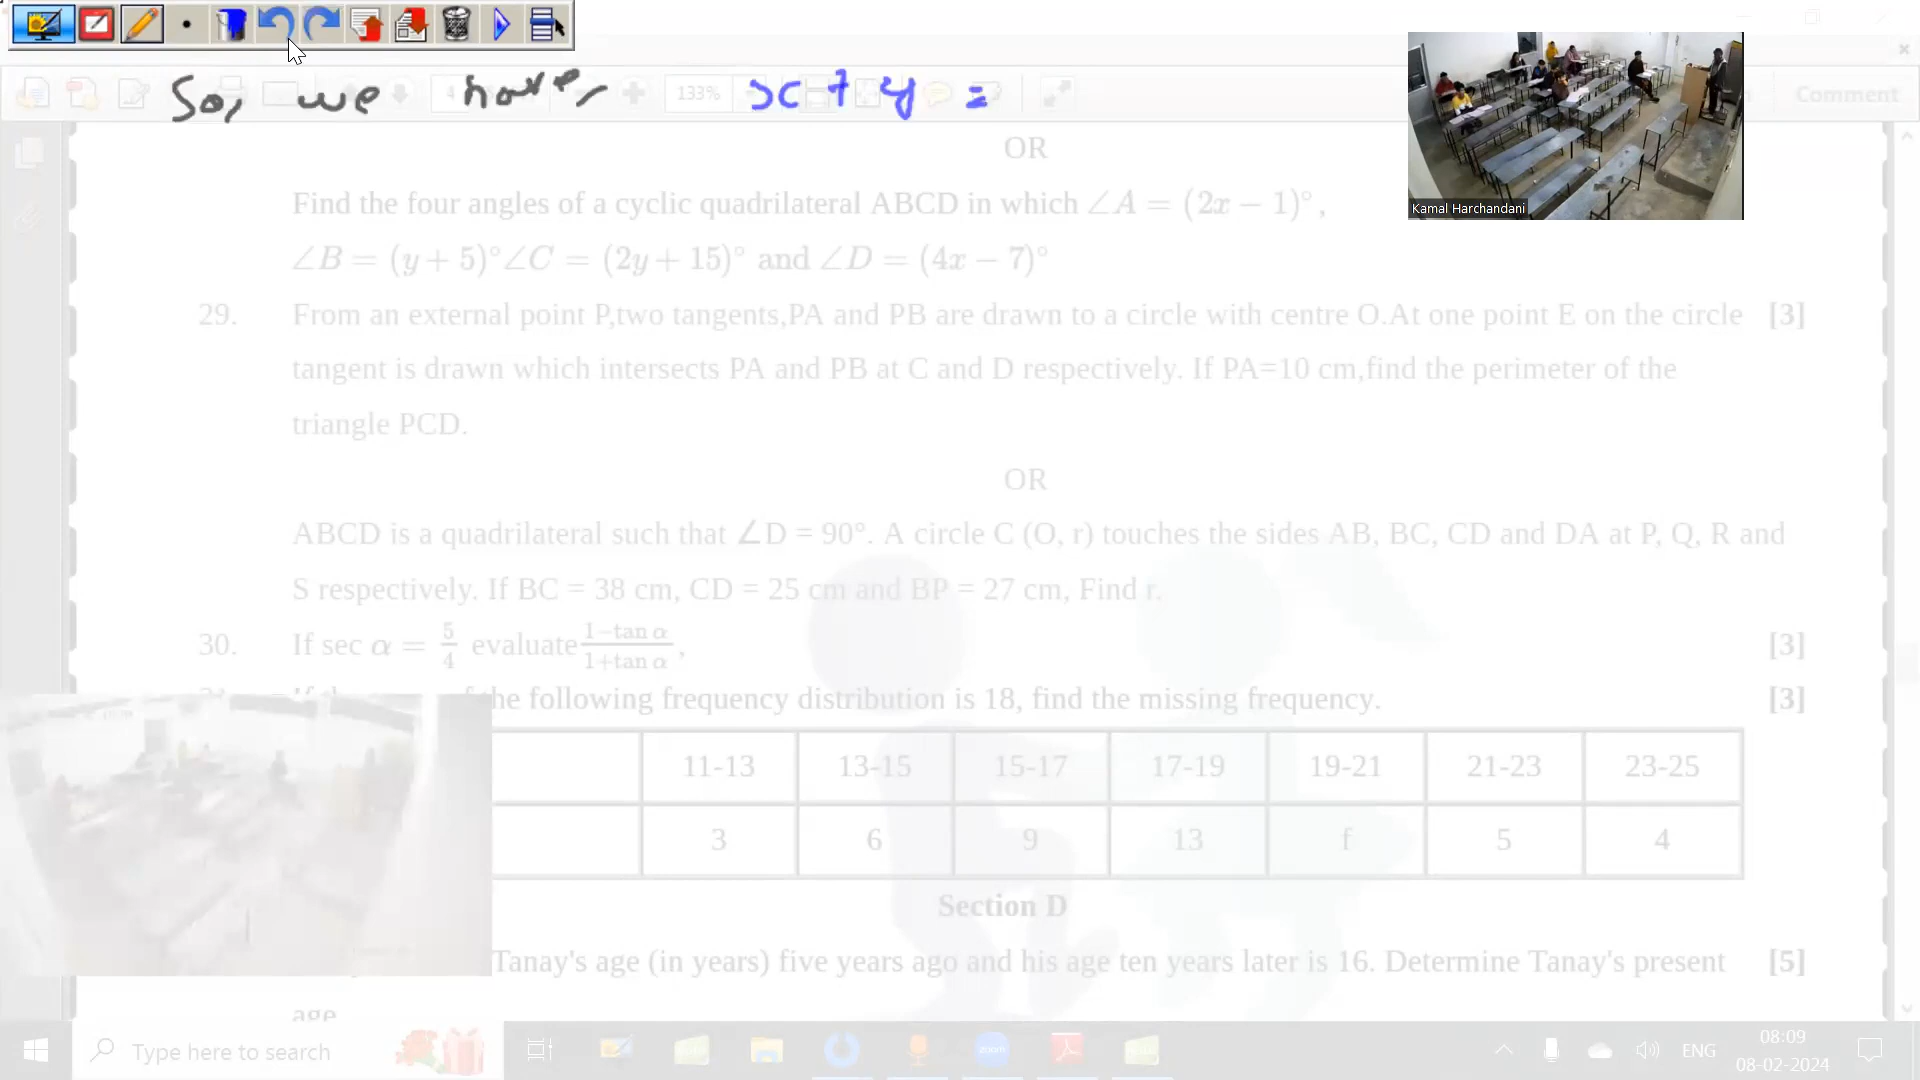 So, we have, x + y =
4 133% Comment
OR
Find the four angles of a cyclic quadrilateral ABCD in which ∠A = (2x − 1)°,
∠B = (y + 5)°∠C = (2y + 15)° and ∠D = (4x − 7)°
29. From an external point P,two tangents,PA and PB are drawn to a circle with centre O.At one point E on the circle [3]
tangent is drawn which intersects PA and PB at C and D respectively. If PA=10 cm,find the perimeter of the
triangle PCD.
OR
ABCD is a quadrilateral such that ∠D = 90°. A circle C (O, r) touches the sides AB, BC, CD and DA at P, Q, R and
S respectively. If BC = 38 cm, CD = 25 cm and BP = 27 cm, Find r.
30. If sec α = 5/4 evaluate (1−tan α)/(1+tan α), [3]
the following frequency distribution is 18, find the missing frequency. [3]
11-13 13-15 15-17 17-19 19-21 21-23 23-25
3 6 9 13 f 5 4
Section D
Tanay's age (in years) five years ago and his age ten years later is 16. Determine Tanay's present [5]
age
Kamal Harchandani
Type here to search
zoom
ENG
08:09
08-02-2024